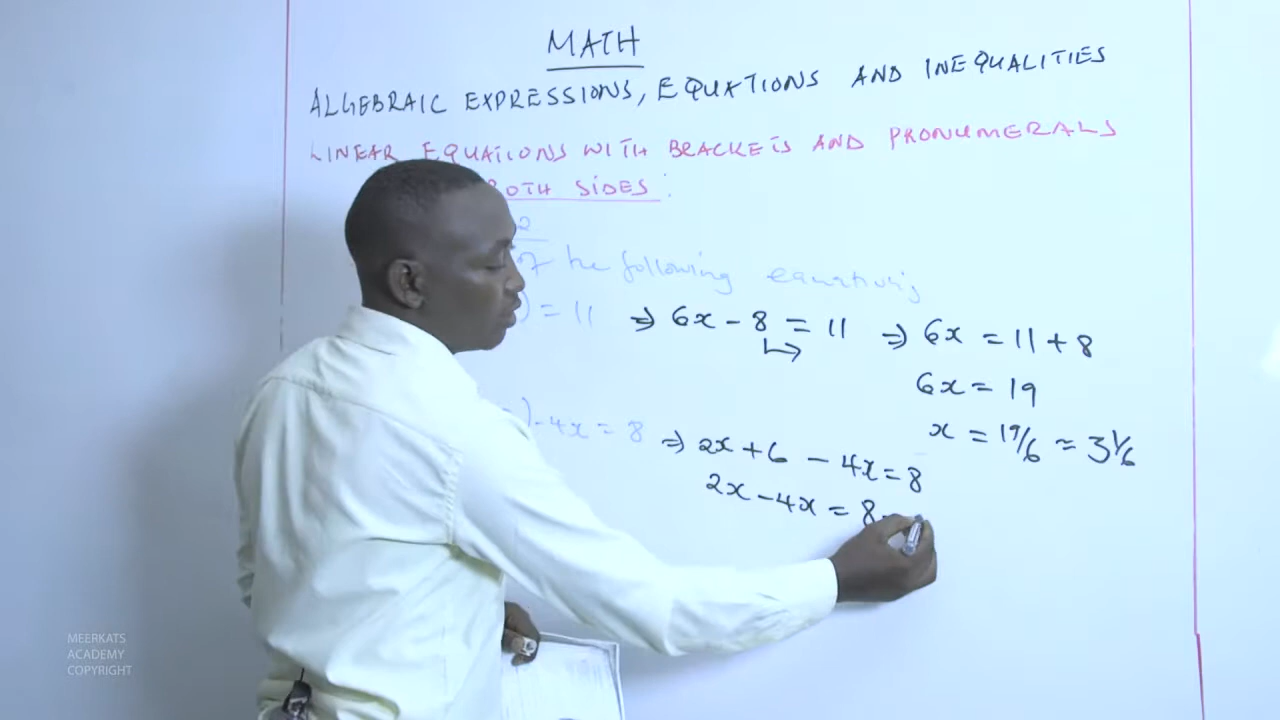 MATH
ALGEBRAIC EXPRESSIONS, EQUATIONS AND INEQUALITIES
LINEAR EQUATIONS WITH BRACKETS AND PRONUMERALS
BOTH SIDES:
2
of the following equations
) = 11 ⇒ 6x - 8 = 11 ⇒ 6x = 11 + 8
6x = 19
x = 19/6 ≈ 3 1/6
) - 4x = 8 ⇒ 2x + 6 - 4x = 8
2x - 4x = 8 -
MEERKATS
ACADEMY
COPYRIGHT